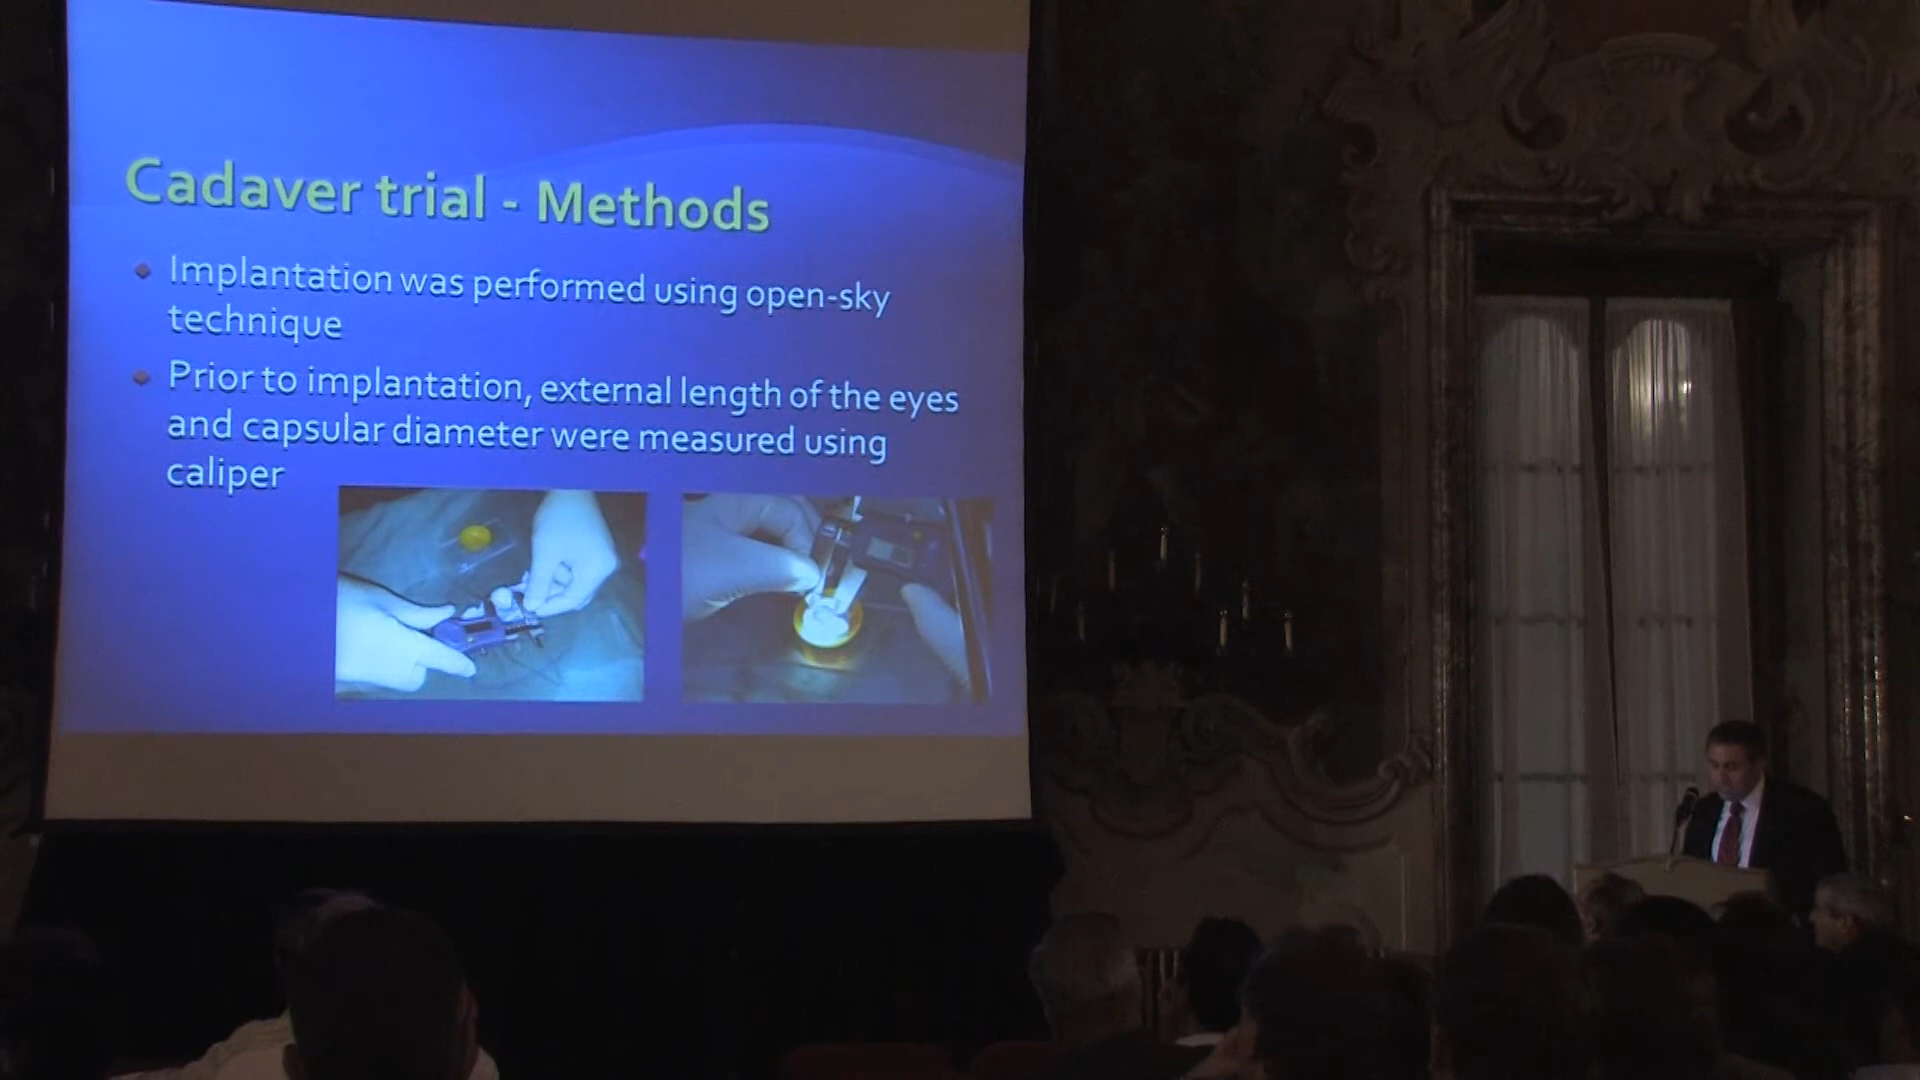 Cadaver trial - Methods
Implantation was performed using open-sky
technique
Prior to implantation, external length of the eyes
and capsular diameter were measured using
caliper